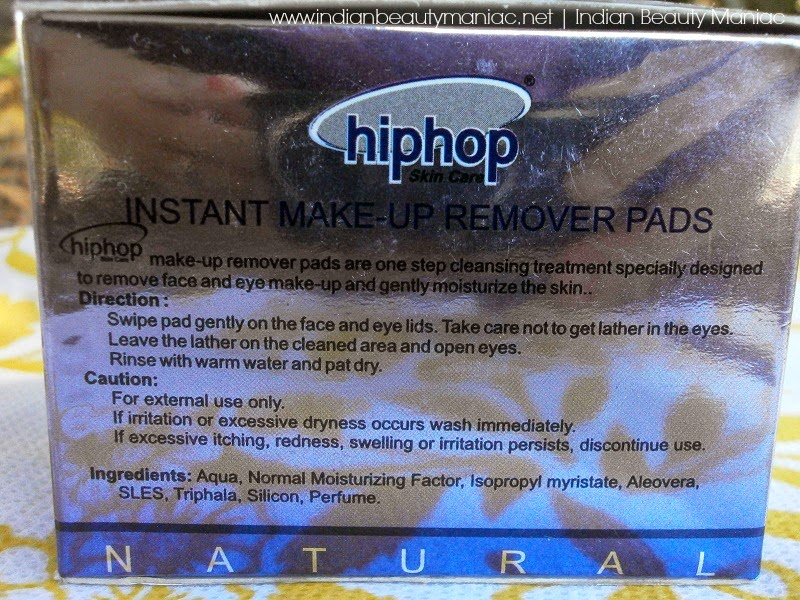 www.indianbeautymaniac.net | Indian Beauty Maniac
hiphop®
Skin Care
INSTANT MAKE-UP REMOVER PADS
hiphop Skin Care make-up remover pads are one step cleansing treatment specially designed
to remove face and eye make-up and gently moisturize the skin..
Direction :
Swipe pad gently on the face and eye lids. Take care not to get lather in the eyes.
Leave the lather on the cleaned area and open eyes.
Rinse with warm water and pat dry.
Caution:
For external use only.
If irritation or excessive dryness occurs wash immediately.
If excessive itching, redness, swelling or irritation persists, discontinue use.
Ingredients: Aqua, Normal Moisturizing Factor, Isopropyl myristate, Aleovera,
SLES, Triphala, Silicon, Perfume.
NATURAL